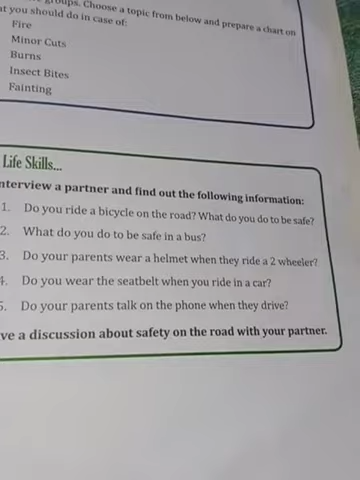 groups. Choose a topic from below and prepare a chart on
at you should do in case of:
Fire
Minor Cuts
Burns
Insect Bites
Fainting
Life Skills...
nterview a partner and find out the following information:
1. Do you ride a bicycle on the road? What do you do to be safe?
2. What do you do to be safe in a bus?
3. Do your parents wear a helmet when they ride a 2 wheeler?
4. Do you wear the seatbelt when you ride in a car?
5. Do your parents talk on the phone when they drive?
ve a discussion about safety on the road with your partner.